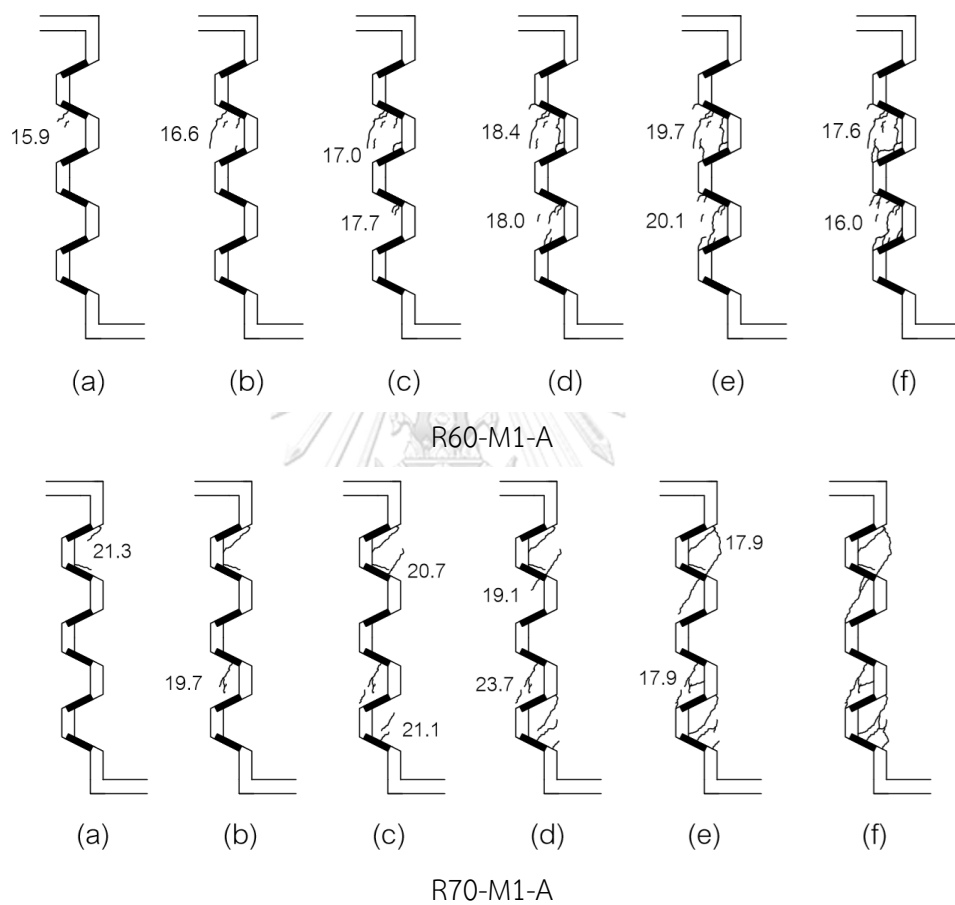 15.9 16.6 17.0 18.4 19.7 17.6
17.7 18.0 20.1 16.0
(a) (b) (c) (d) (e) (f)
R60-M1-A
21.3 20.7 19.1 17.9
19.7 21.1 23.7 17.9
(a) (b) (c) (d) (e) (f)
R70-M1-A